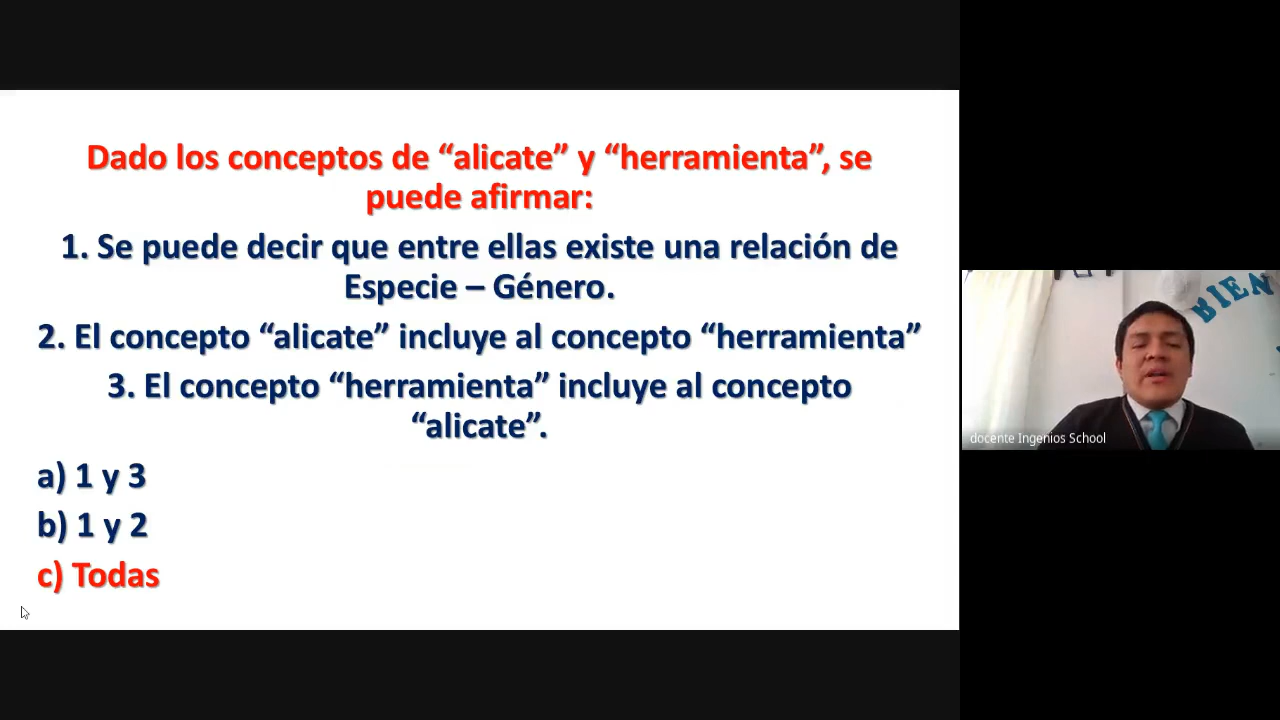 Dado los conceptos de “alicate” y “herramienta”, se
puede afirmar:
1. Se puede decir que entre ellas existe una relación de
Especie – Género.
2. El concepto “alicate” incluye al concepto “herramienta”
3. El concepto “herramienta” incluye al concepto
“alicate”.
a) 1 y 3
b) 1 y 2
c) Todas
BIEN
docente Ingenios School